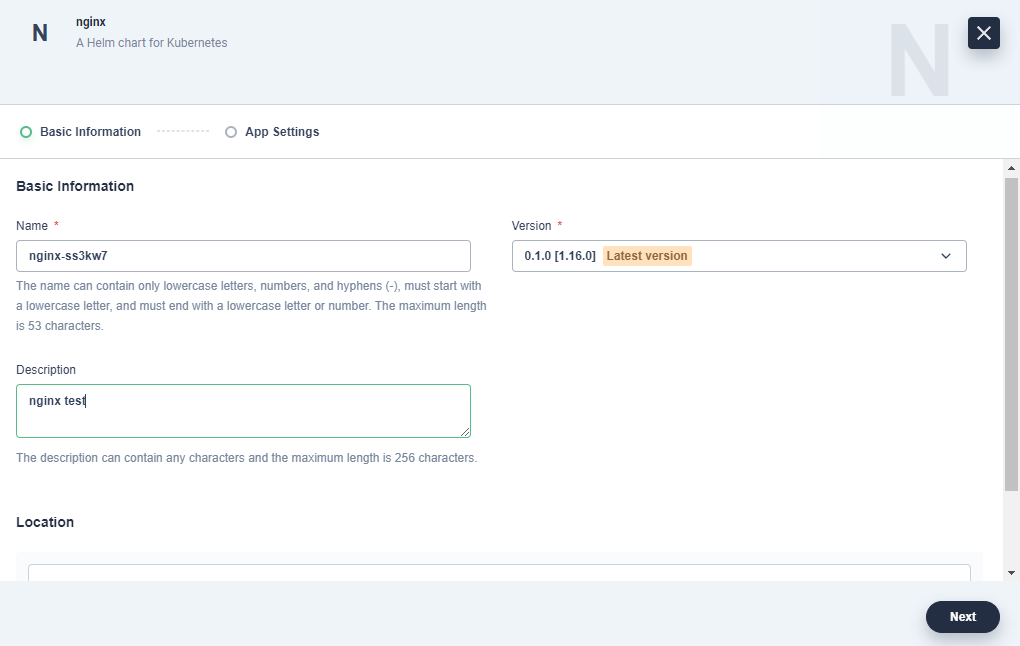 N
nginx
A Helm chart for Kubernetes
N
Basic Information
App Settings
Basic Information
Name *
Version *
nginx-ss3kw7
0.1.0 [1.16.0] Latest version
The name can contain only lowercase letters, numbers, and hyphens (-), must start with
a lowercase letter, and must end with a lowercase letter or number. The maximum length
is 53 characters.
Description
nginx test
The description can contain any characters and the maximum length is 256 characters.
Location
Next